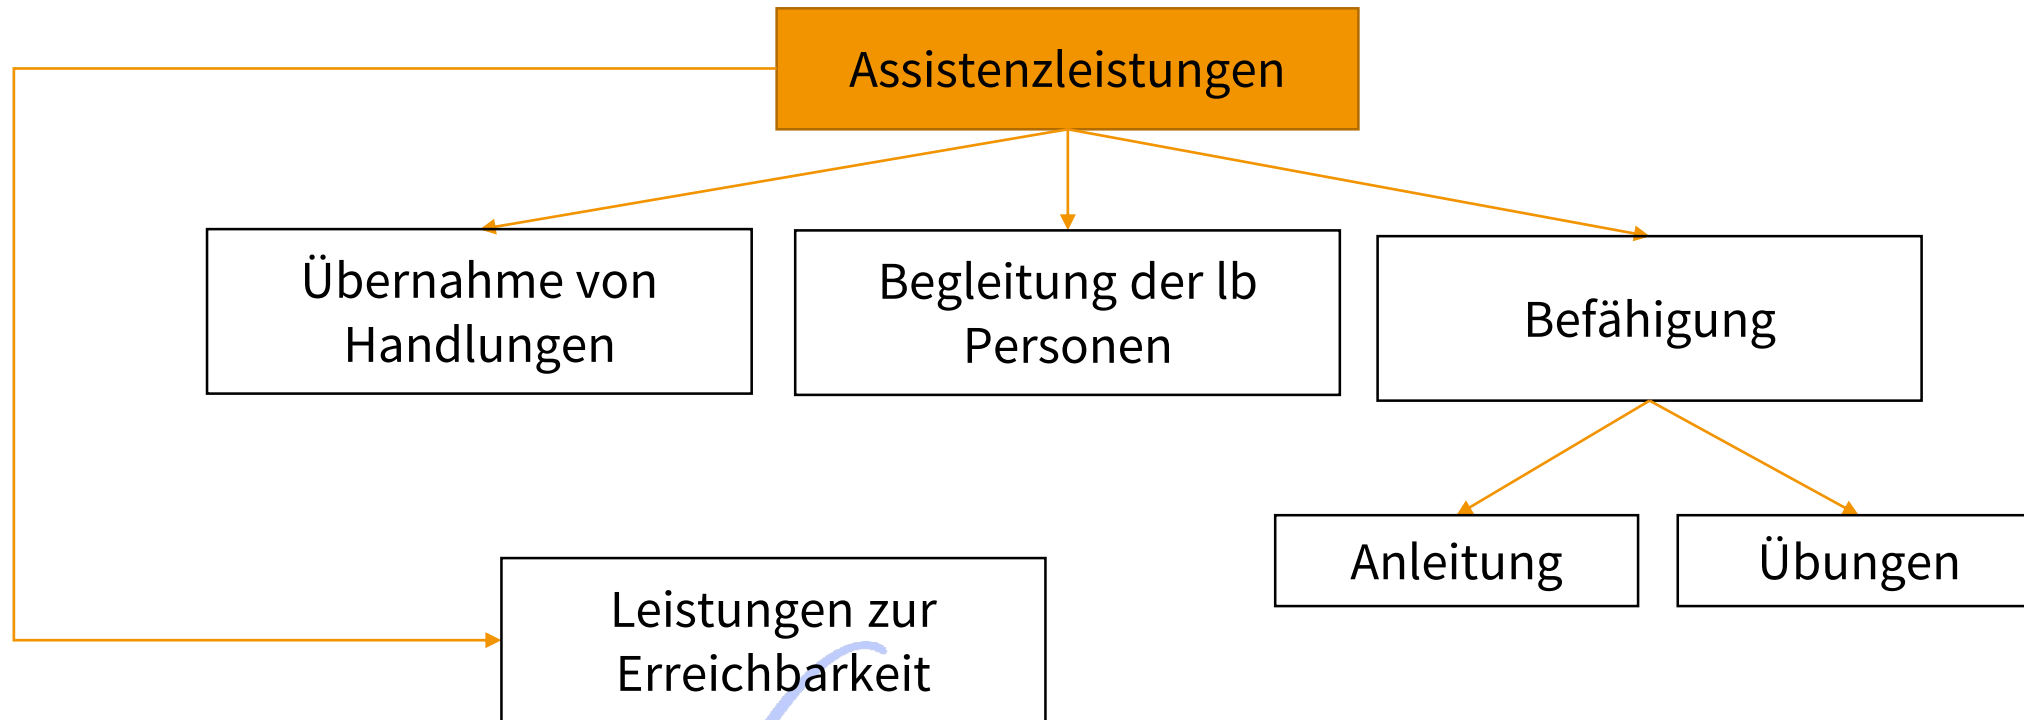 Assistenzleistungen
Übernahme von
Handlungen
Begleitung der lb
Personen
Befähigung
Anleitung
Übungen
Leistungen zur
Erreichbarkeit